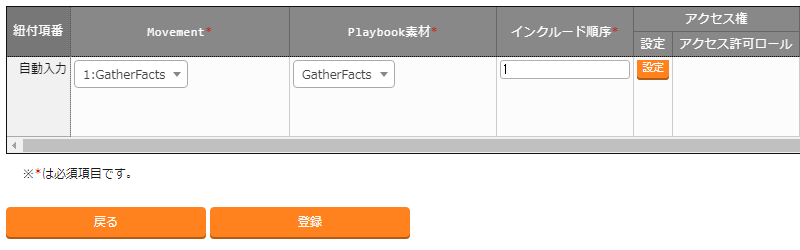 紐付項番 Movement* Playbook素材* インクルード順序* アクセス権
設定 アクセス許可ロール
自動入力 1:GatherFacts GatherFacts 1 設定
※*は必須項目です。
戻る 登録